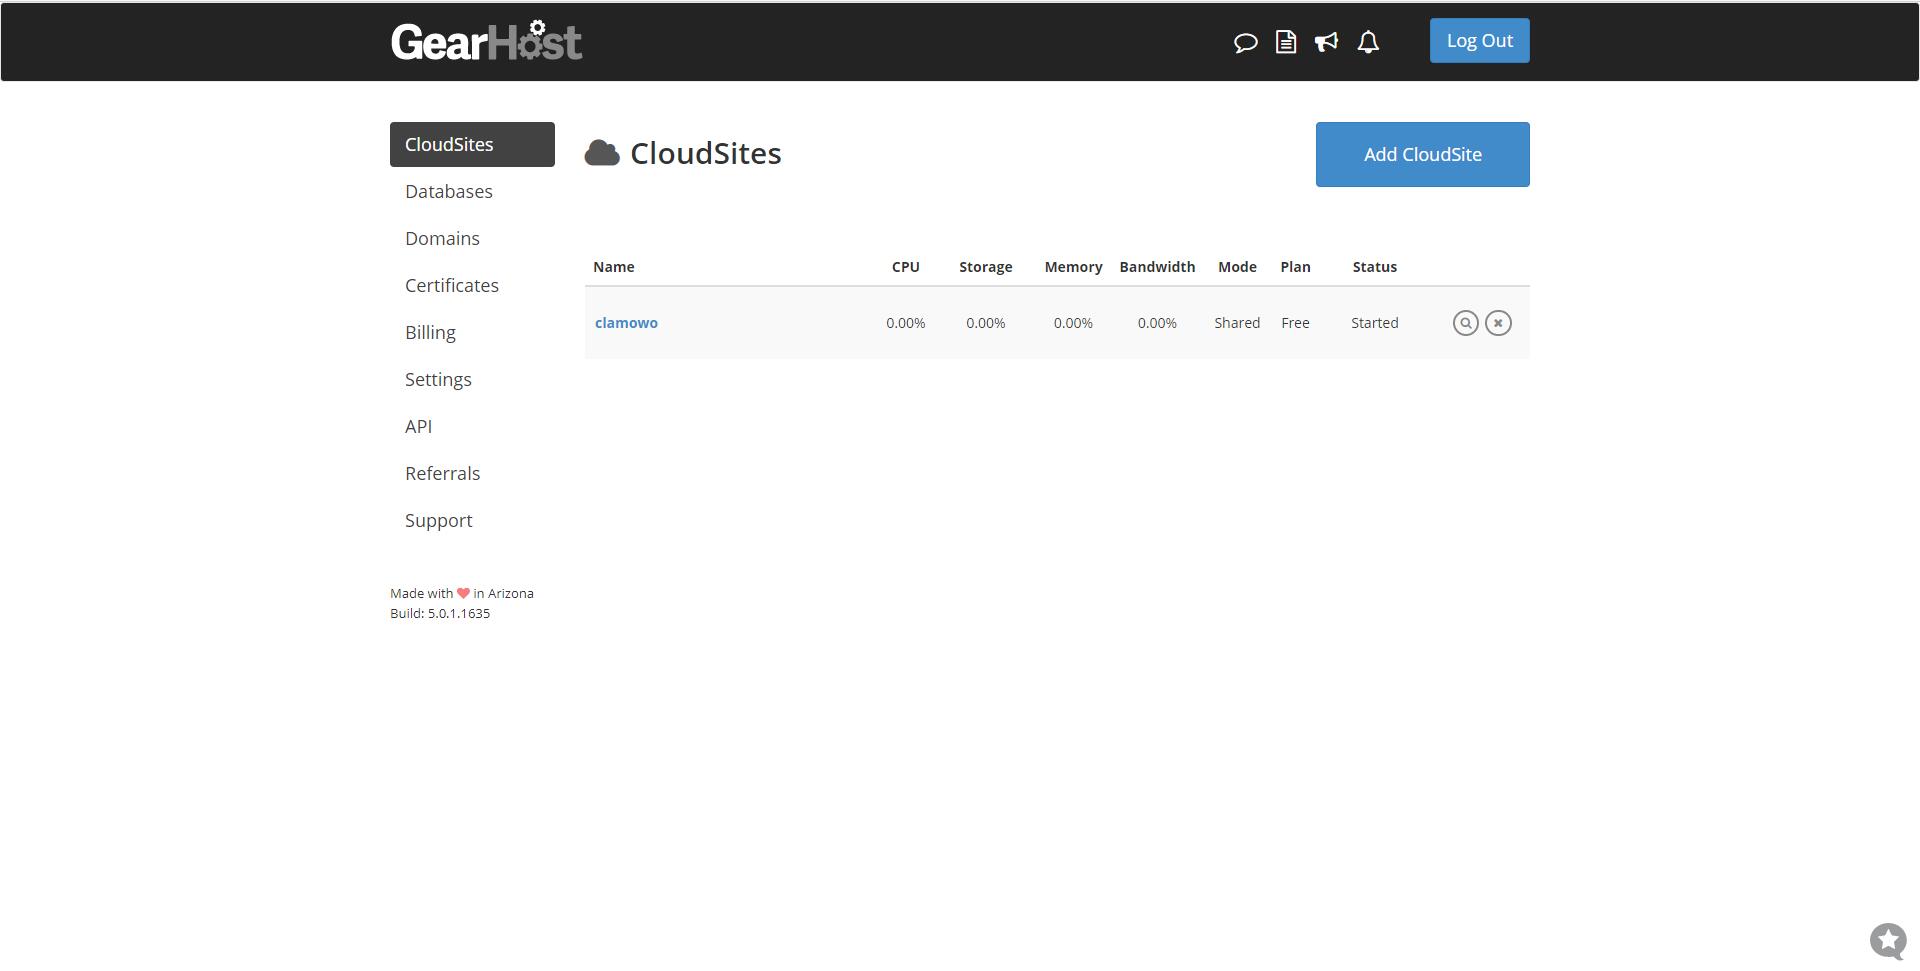 GearHost
Log Out
CloudSites
Databases
Domains
Certificates
Billing
Settings
API
Referrals
Support
Made with ❤ in Arizona
Build: 5.0.1.1635
CloudSites
Add CloudSite
Name CPU Storage Memory Bandwidth Mode Plan Status
clamowo 0.00% 0.00% 0.00% 0.00% Shared Free Started